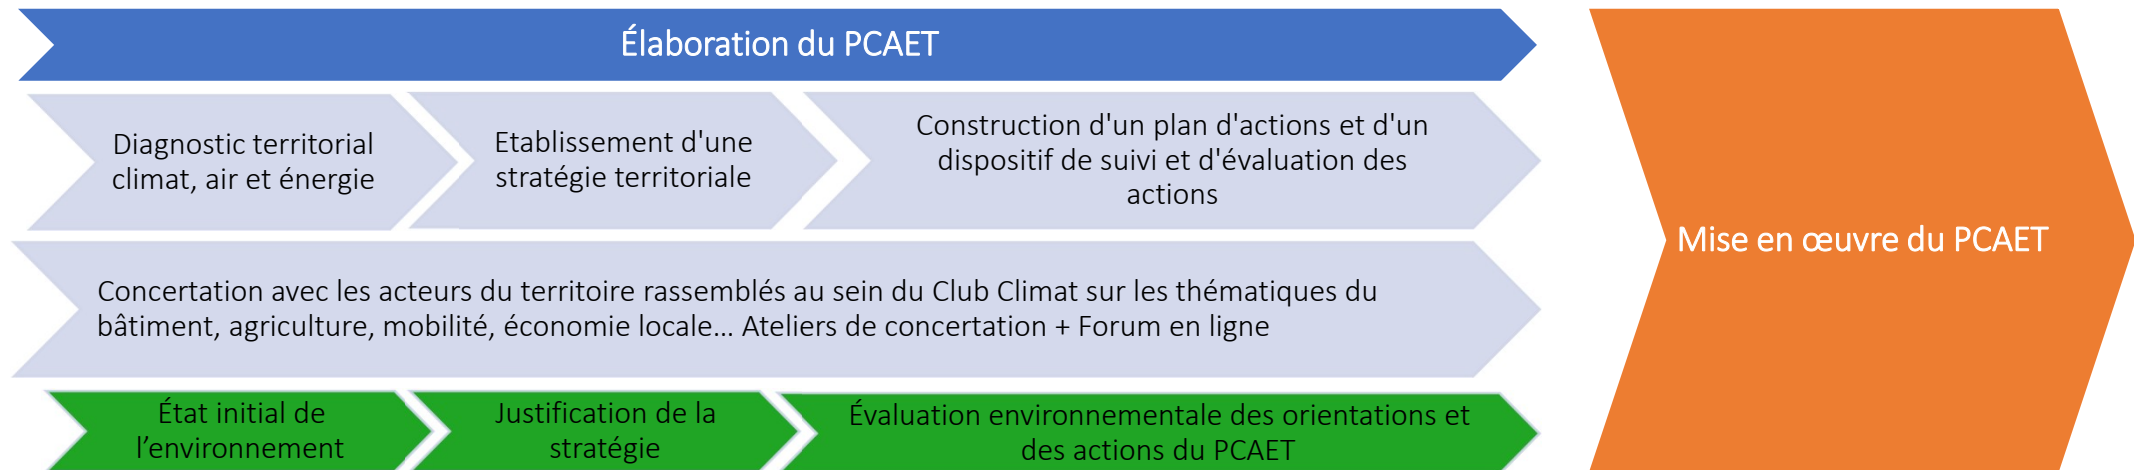 Élaboration du PCAET
Diagnostic territorial
climat, air et énergie
Etablissement d'une
stratégie territoriale
Construction d'un plan d'actions et d'un
dispositif de suivi et d'évaluation des
actions
Concertation avec les acteurs du territoire rassemblés au sein du Club Climat sur les thématiques du
bâtiment, agriculture, mobilité, économie locale… Ateliers de concertation + Forum en ligne
État initial de
l’environnement
Justification de la
stratégie
Évaluation environnementale des orientations et
des actions du PCAET
Mise en œuvre du PCAET